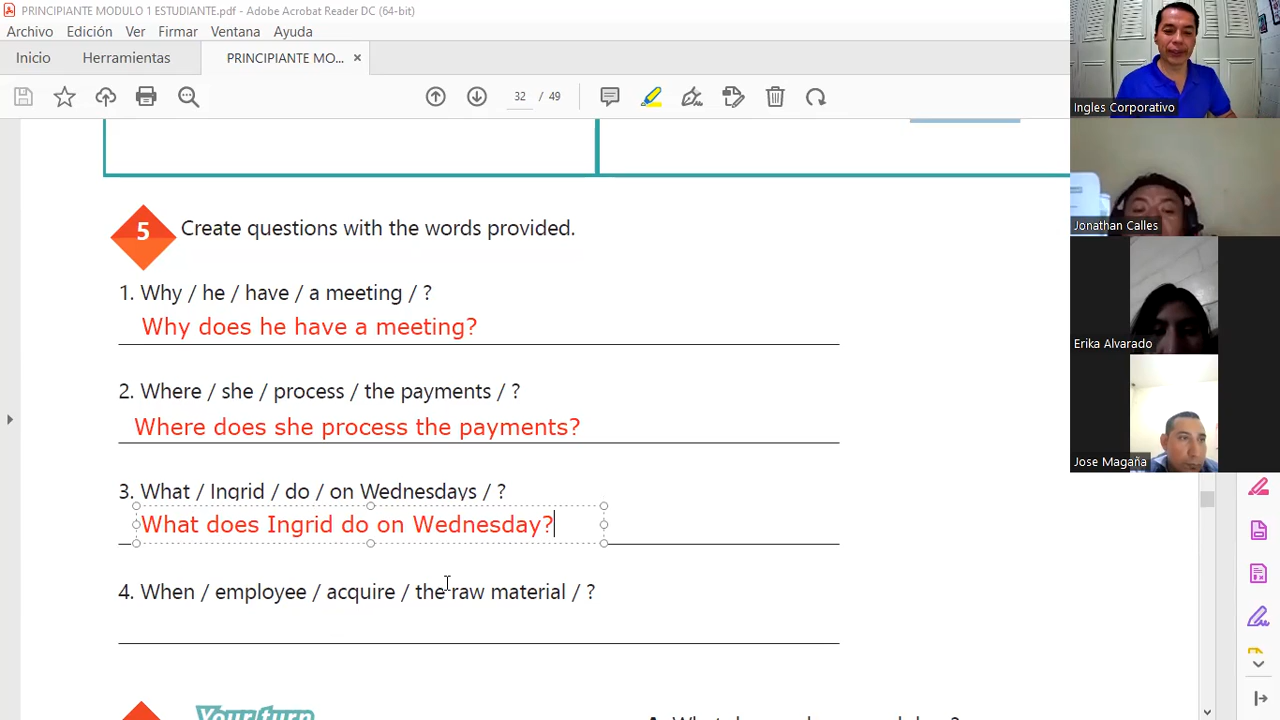 PRINCIPIANTE MODULO 1 ESTUDIANTE.pdf - Adobe Acrobat Reader DC (64-bit)
Archivo Edición Ver Firmar Ventana Ayuda
Inicio Herramientas PRINCIPIANTE MO... ×
32 / 49
5 Create questions with the words provided.
1. Why / he / have / a meeting / ?
Why does he have a meeting?
2. Where / she / process / the payments / ?
Where does she process the payments?
3. What / Ingrid / do / on Wednesdays / ?
What does Ingrid do on Wednesday?
4. When / employee / acquire / the raw material / ?
Your turn
Ingles Corporativo
Jonathan Calles
Erika Alvarado
Jose Magaña